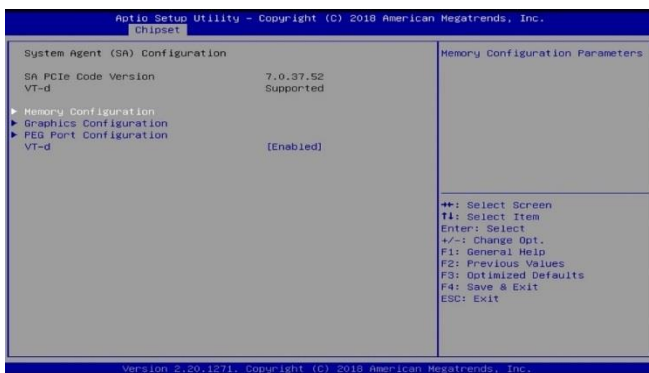 Aptio Setup Utility – Copyright (C) 2018 American Megatrends, Inc.
Chipset
System Agent (SA) Configuration
SA PCIe Code Version 7.0.37.52
VT-d Supported
▶ Memory Configuration
▶ Graphics Configuration
▶ PEG Port Configuration
VT-d [Enabled]
Memory Configuration Parameters
→←: Select Screen
↑↓: Select Item
Enter: Select
+/-: Change Opt.
F1: General Help
F2: Previous Values
F3: Optimized Defaults
F4: Save & Exit
ESC: Exit
Version 2.20.1271. Copyright (C) 2018 American Megatrends, Inc.